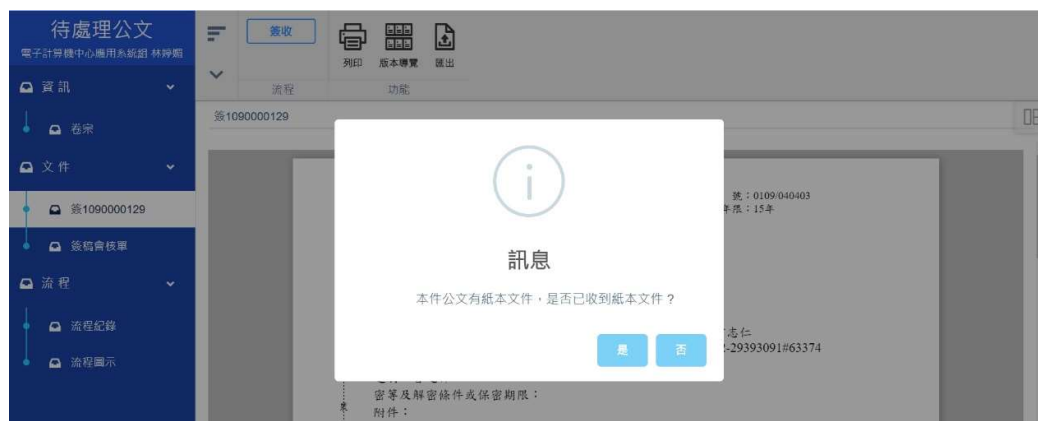 待處理公文
電子計算機中心應用系統組 林婷媚
資訊
卷宗
文件
簽1090000129
簽稿會核單
流程
流程紀錄
流程圖示
簽收
流程
列印
版本導覽
匯出
功能
簽1090000129
號：0109/040403
年限：15年
訊息
本件公文有紙本文件，是否已收到紙本文件？
是
否
志仁
-29393091#63374
密等及解密條件或保密期限：
附件：